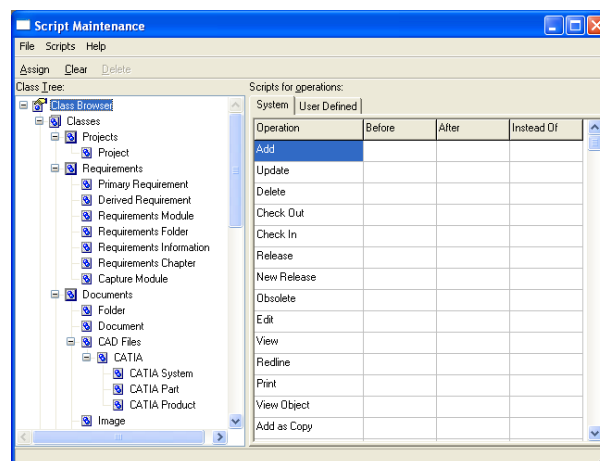 Script Maintenance
File Scripts Help
Assign Clear Delete
Class Tree:
Class Browser
Classes
Projects
Project
Requirements
Primary Requirement
Derived Requirement
Requirements Module
Requirements Folder
Requirements Information
Requirements Chapter
Capture Module
Documents
Folder
Document
CAD Files
CATIA
CATIA System
CATIA Part
CATIA Product
Image
Scripts for operations:
System User Defined
Operation Before After Instead Of
Add
Update
Delete
Check Out
Check In
Release
New Release
Obsolete
Edit
View
Redline
Print
View Object
Add as Copy